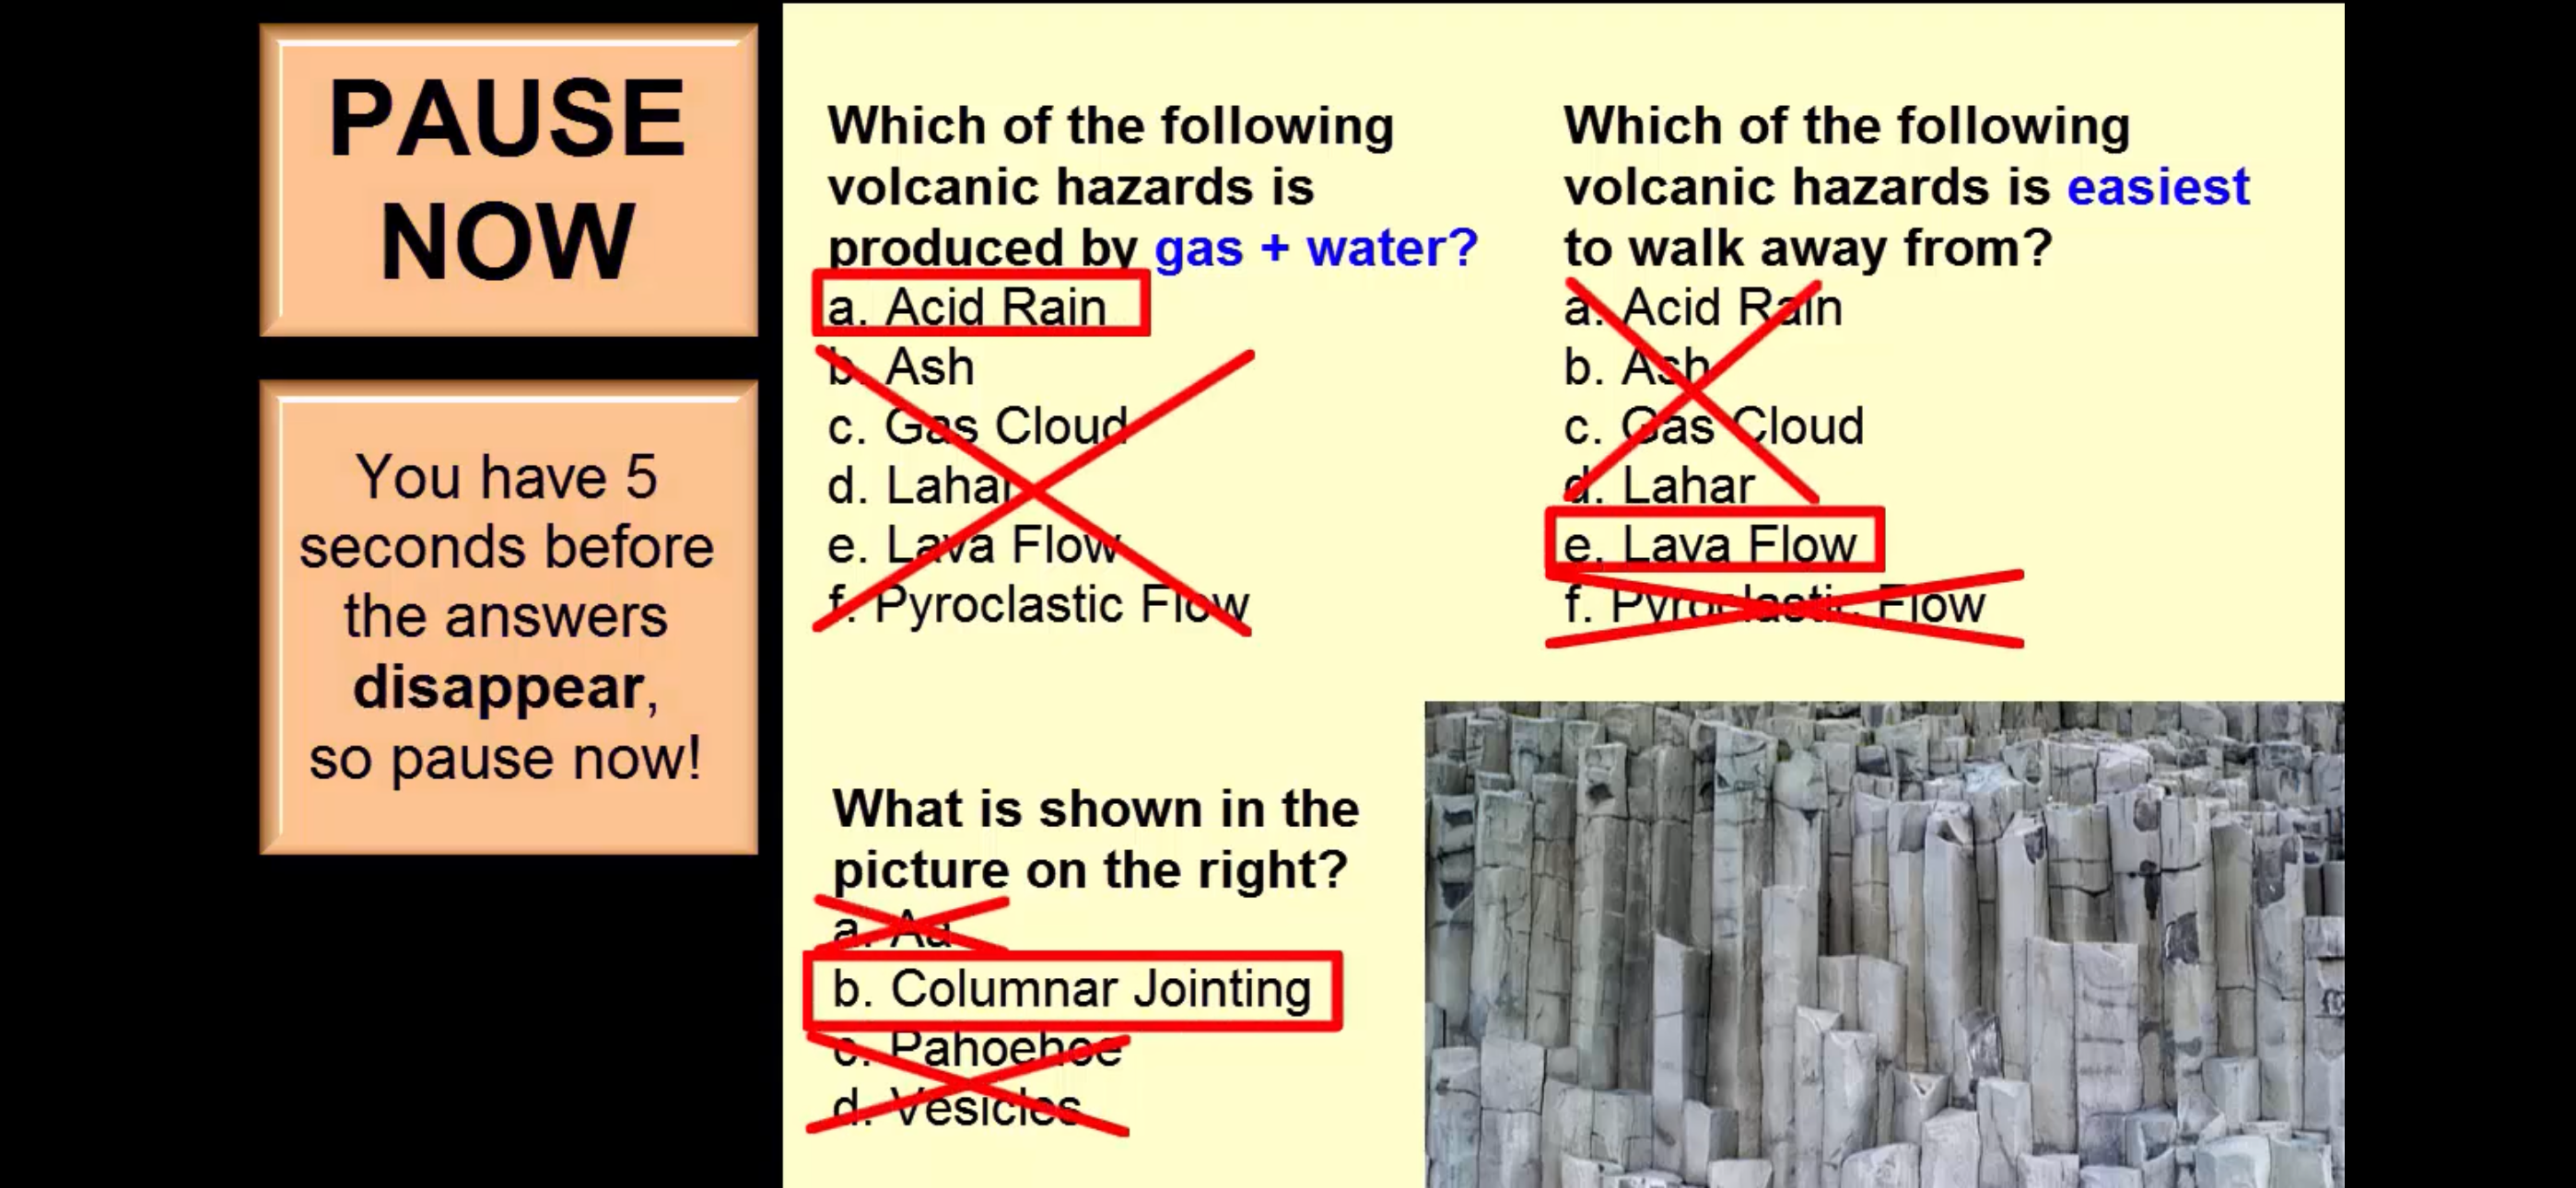 PAUSE
NOW
You have 5
seconds before
the answers
disappear,
so pause now!
Which of the following
volcanic hazards is
produced by gas + water?
a. Acid Rain
b. Ash
c. Gas Cloud
d. Lahar
e. Lava Flow
f. Pyroclastic Flow
Which of the following
volcanic hazards is easiest
to walk away from?
a. Acid Rain
b. Ash
c. Gas Cloud
d. Lahar
e. Lava Flow
f. Pyroclastic Flow
What is shown in the
picture on the right?
a. Aa
b. Columnar Jointing
c. Pahoehoe
d. Vesicles